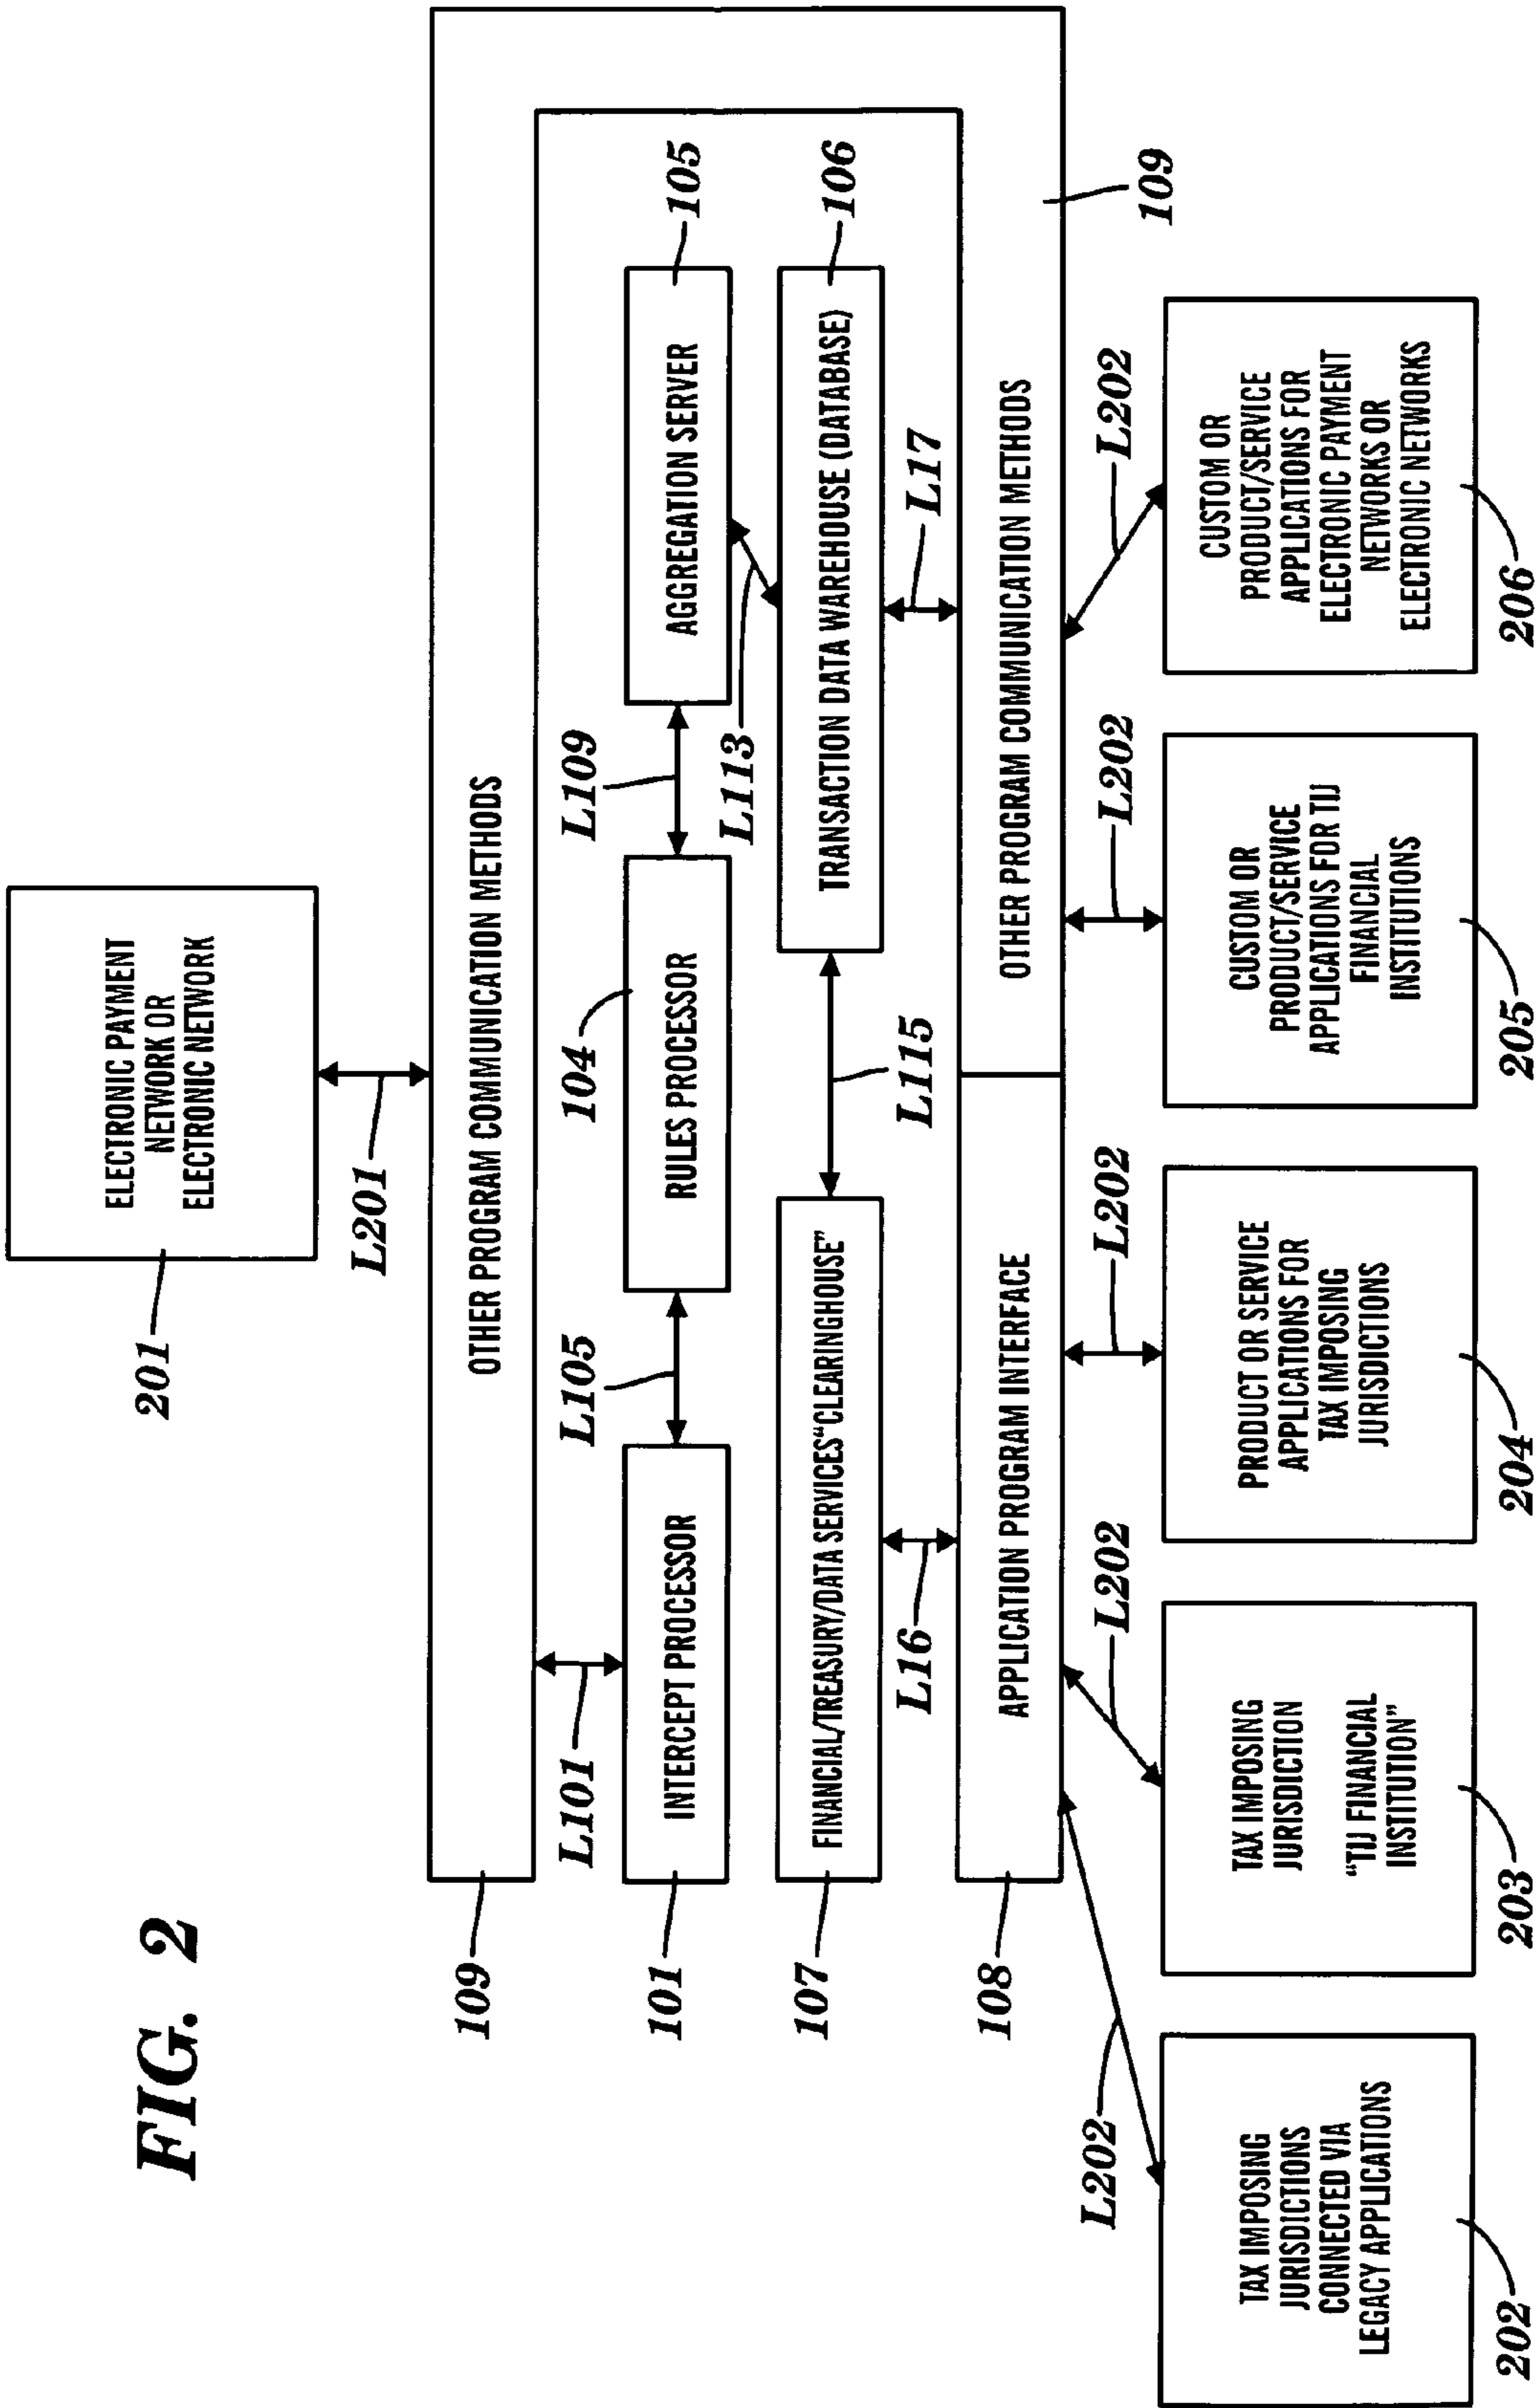 FIG. 2
ELECTRONIC PAYMENT
NETWORK OR
ELECTRONIC NETWORK
201
L201
OTHER PROGRAM COMMUNICATION METHODS
109
L101
L105
L109
INTERCEPT PROCESSOR
101
RULES PROCESSOR
104
AGGREGATION SERVER
105
L113
FINANCIAL/TREASURY/DATA SERVICES“CLEARINGHOUSE”
107
L115
TRANSACTION DATA WAREHOUSE (DATABASE)
106
L16
L17
APPLICATION PROGRAM INTERFACE
108
OTHER PROGRAM COMMUNICATION METHODS
109
L202
L202
L202
L202
L202
TAX IMPOSING
JURISDICTIONS
CONNECTED VIA
LEGACY APPLICATIONS
202
TAX IMPOSING
JURISDICTION
“TIJ FINANCIAL
INSTITUTION”
203
PRODUCT OR SERVICE
APPLICATIONS FOR
TAX IMPOSING
JURISDICTIONS
204
CUSTOM OR
PRODUCT/SERVICE
APPLICATIONS FOR TIJ
FINANCIAL
INSTITUTIONS
205
CUSTOM OR
PRODUCT/SERVICE
APPLICATIONS FOR
ELECTRONIC PAYMENT
NETWORKS OR
ELECTRONIC NETWORKS
206